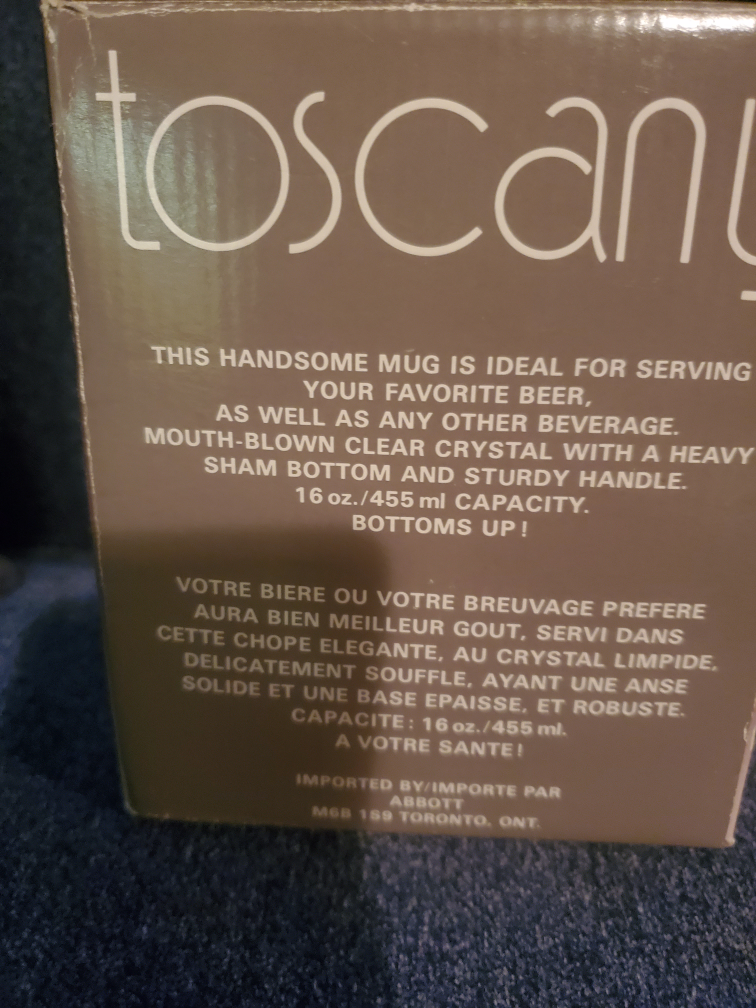 toscany
THIS HANDSOME MUG IS IDEAL FOR SERVING
YOUR FAVORITE BEER,
AS WELL AS ANY OTHER BEVERAGE.
MOUTH-BLOWN CLEAR CRYSTAL WITH A HEAVY
SHAM BOTTOM AND STURDY HANDLE.
16 oz./455 ml CAPACITY.
BOTTOMS UP!
VOTRE BIERE OU VOTRE BREUVAGE PREFERE
AURA BIEN MEILLEUR GOUT, SERVI DANS
CETTE CHOPE ELEGANTE, AU CRYSTAL LIMPIDE,
DELICATEMENT SOUFFLE, AYANT UNE ANSE
SOLIDE ET UNE BASE EPAISSE, ET ROBUSTE.
CAPACITE: 16 oz./455 ml.
A VOTRE SANTE!
IMPORTED BY/IMPORTE PAR
ABBOTT
M6B 1S9 TORONTO, ONT.